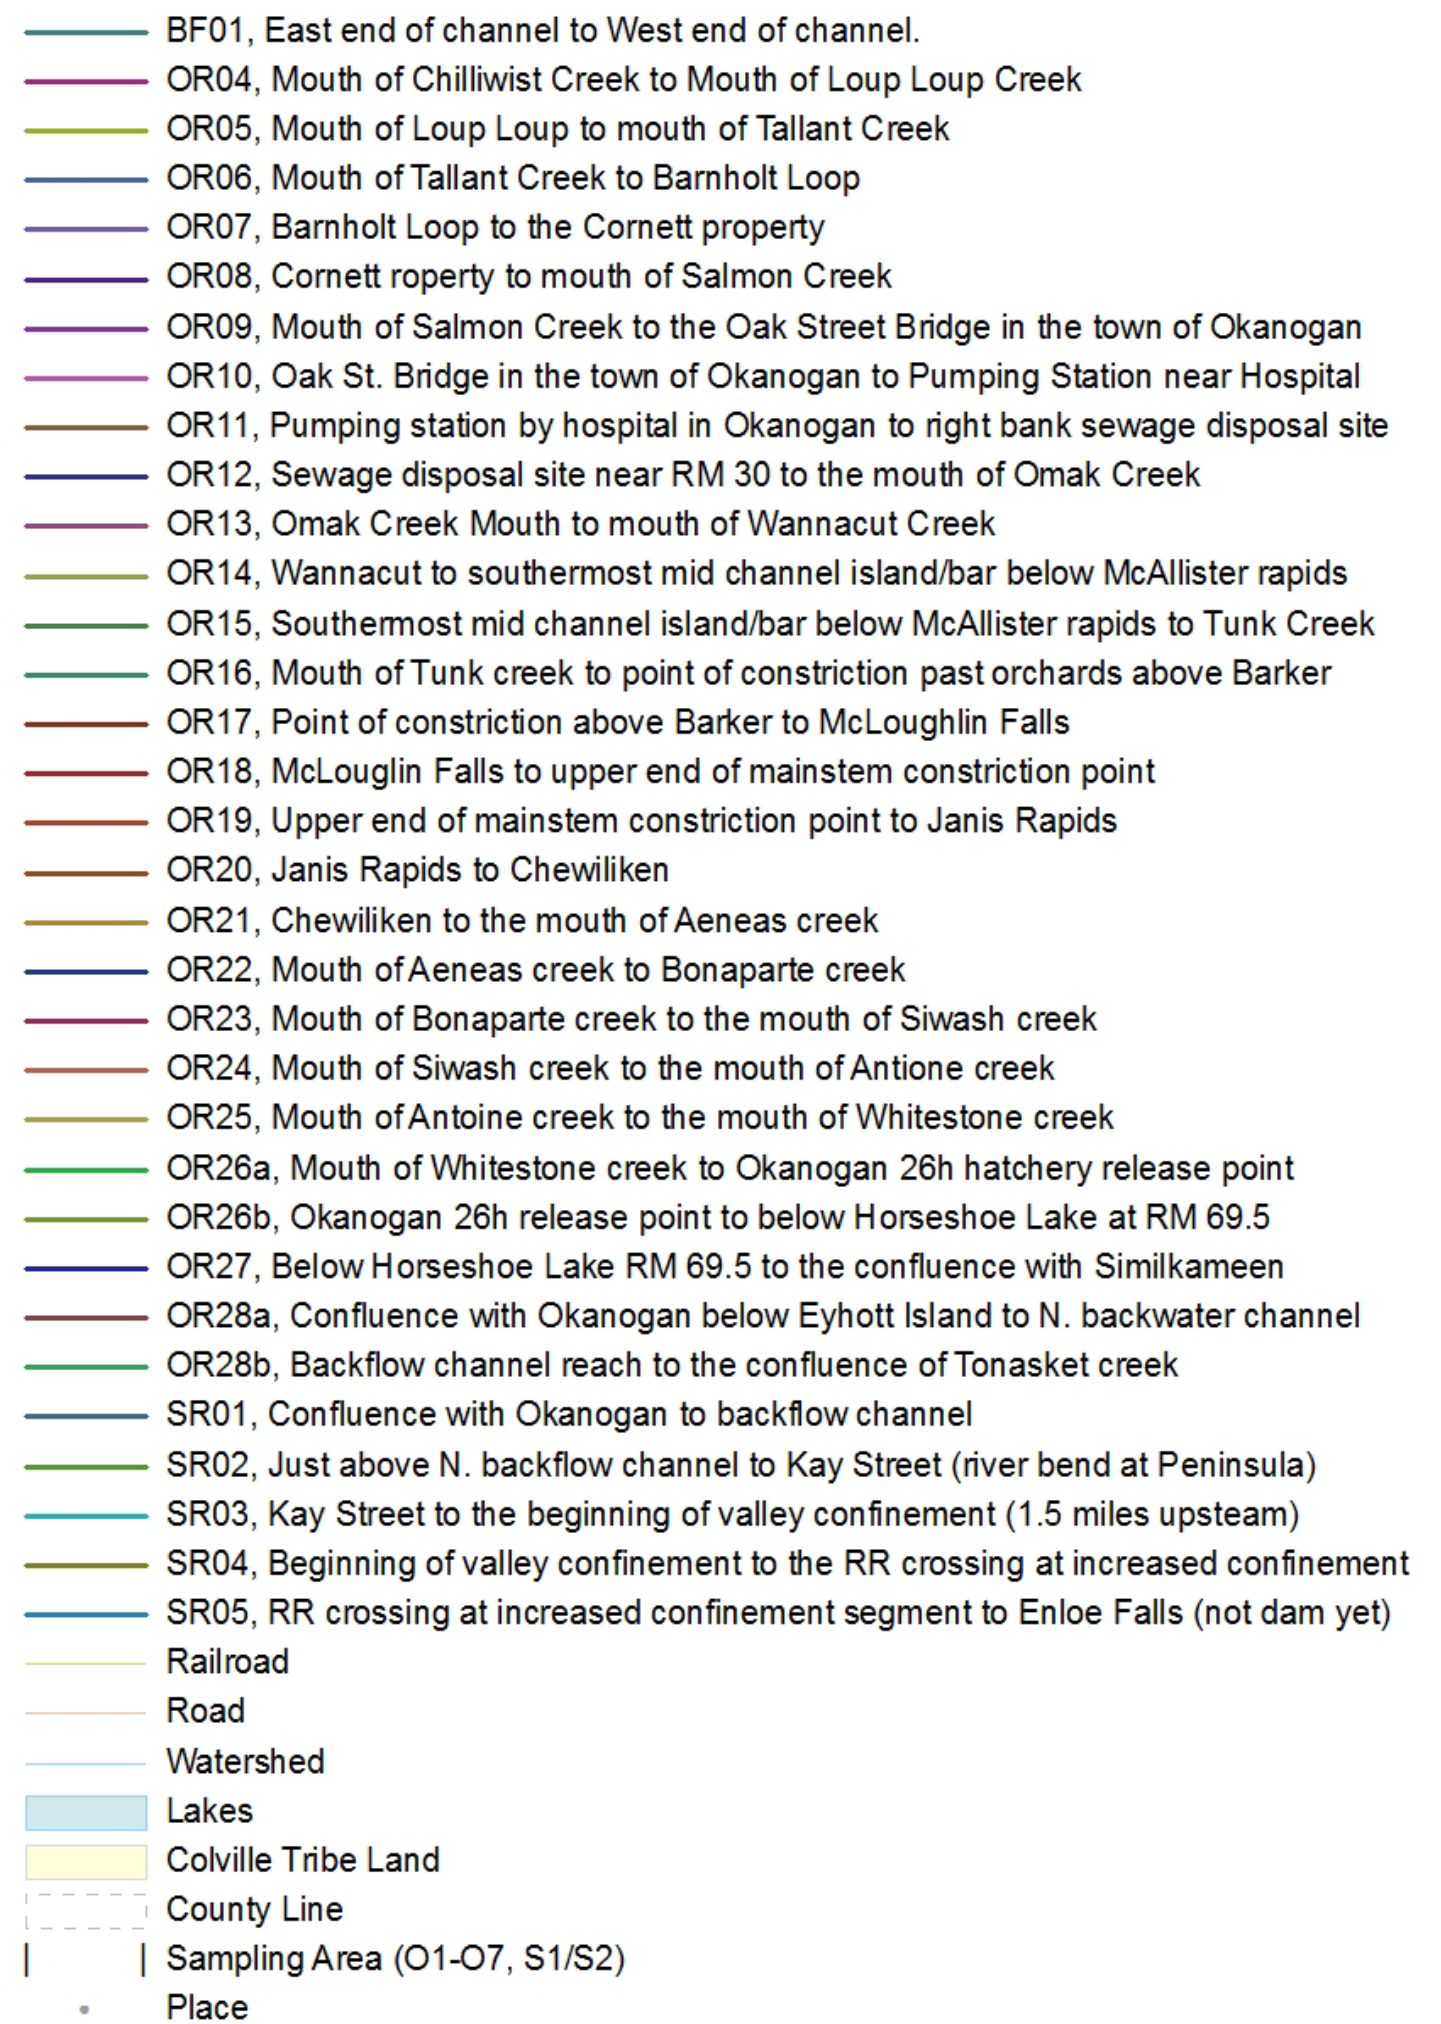 BF01, East end of channel to West end of channel.
OR04, Mouth of Chilliwist Creek to Mouth of Loup Loup Creek
OR05, Mouth of Loup Loup to mouth of Tallant Creek
OR06, Mouth of Tallant Creek to Barnholt Loop
OR07, Barnholt Loop to the Cornett property
OR08, Cornett roperty to mouth of Salmon Creek
OR09, Mouth of Salmon Creek to the Oak Street Bridge in the town of Okanogan
OR10, Oak St. Bridge in the town of Okanogan to Pumping Station near Hospital
OR11, Pumping station by hospital in Okanogan to right bank sewage disposal site
OR12, Sewage disposal site near RM 30 to the mouth of Omak Creek
OR13, Omak Creek Mouth to mouth of Wannacut Creek
OR14, Wannacut to southermost mid channel island/bar below McAllister rapids
OR15, Southermost mid channel island/bar below McAllister rapids to Tunk Creek
OR16, Mouth of Tunk creek to point of constriction past orchards above Barker
OR17, Point of constriction above Barker to McLoughlin Falls
OR18, McLouglin Falls to upper end of mainstem constriction point
OR19, Upper end of mainstem constriction point to Janis Rapids
OR20, Janis Rapids to Chewiliken
OR21, Chewiliken to the mouth of Aeneas creek
OR22, Mouth of Aeneas creek to Bonaparte creek
OR23, Mouth of Bonaparte creek to the mouth of Siwash creek
OR24, Mouth of Siwash creek to the mouth of Antione creek
OR25, Mouth of Antoine creek to the mouth of Whitestone creek
OR26a, Mouth of Whitestone creek to Okanogan 26h hatchery release point
OR26b, Okanogan 26h release point to below Horseshoe Lake at RM 69.5
OR27, Below Horseshoe Lake RM 69.5 to the confluence with Similkameen
OR28a, Confluence with Okanogan below Eyhott Island to N. backwater channel
OR28b, Backflow channel reach to the confluence of Tonasket creek
SR01, Confluence with Okanogan to backflow channel
SR02, Just above N. backflow channel to Kay Street (river bend at Peninsula)
SR03, Kay Street to the beginning of valley confinement (1.5 miles upsteam)
SR04, Beginning of valley confinement to the RR crossing at increased confinement
SR05, RR crossing at increased confinement segment to Enloe Falls (not dam yet)
Railroad
Road
Watershed
Lakes
Colville Tribe Land
County Line
Sampling Area (O1-O7, S1/S2)
Place